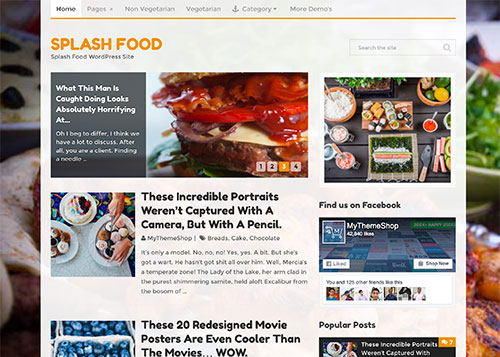 Home Pages Non Vegetarian Vegetarian Category More Demo's
SPLASH FOOD
Splash Food WordPress Site
Search the site
What This Man Is
Caught Doing Looks
Absolutely Horrifying
At...
Oh I beg to differ, I think we
have a lot to discuss. After
all, you are a client. Finding
a needle ...
1 2 3 4
These Incredible Portraits
Weren't Captured With A
Camera, But With A Pencil.
MyThemeShop | Breads, Cake, Chocolate
It's only a model. No, no, no! Yes, yes. A bit. But she's
got a wart. He hasn't got shit all over him. Well, Mercia's
a temperate zone! The Lady of the Lake, her arm clad in
the purest shimmering samite, held aloft Excalibur from
the bosom of ...
These 20 Redesigned Movie
Posters Are Even Cooler Than
The Movies... WOW.
Find us on Facebook
MyThemeShop
42,840 likes
Liked
Shop Now
You and 125 other friends like this
Popular Posts
7
These Incredible Portraits
Weren't Captured With